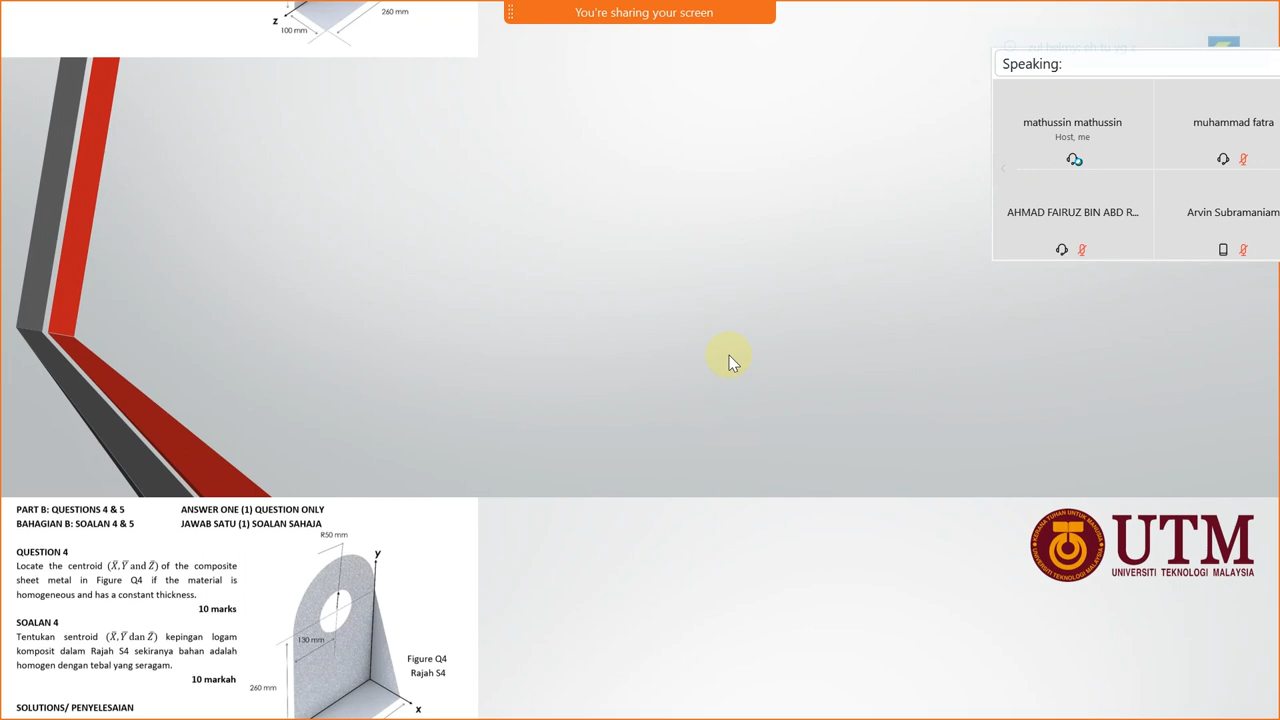 You're sharing your screen
z
100 mm
260 mm
Speaking:
mathussin mathussin
Host, me
muhammad fatra
AHMAD FAIRUZ BIN ABD R...
Arvin Subramaniam
PART B: QUESTIONS 4 & 5 ANSWER ONE (1) QUESTION ONLY
BAHAGIAN B: SOALAN 4 & 5 JAWAB SATU (1) SOALAN SAHAJA
QUESTION 4
Locate the centroid (X̄, Ȳ and Z̄) of the composite
sheet metal in Figure Q4 if the material is
homogeneous and has a constant thickness.
10 marks
SOALAN 4
Tentukan sentroid (X̄, Ȳ dan Z̄) kepingan logam
komposit dalam Rajah S4 sekiranya bahan adalah
homogen dengan tebal yang seragam.
10 markah
SOLUTIONS/ PENYELESAIAN
R50 mm
y
130 mm
260 mm
x
Figure Q4
Rajah S4
UTM
UNIVERSITI TEKNOLOGI MALAYSIA